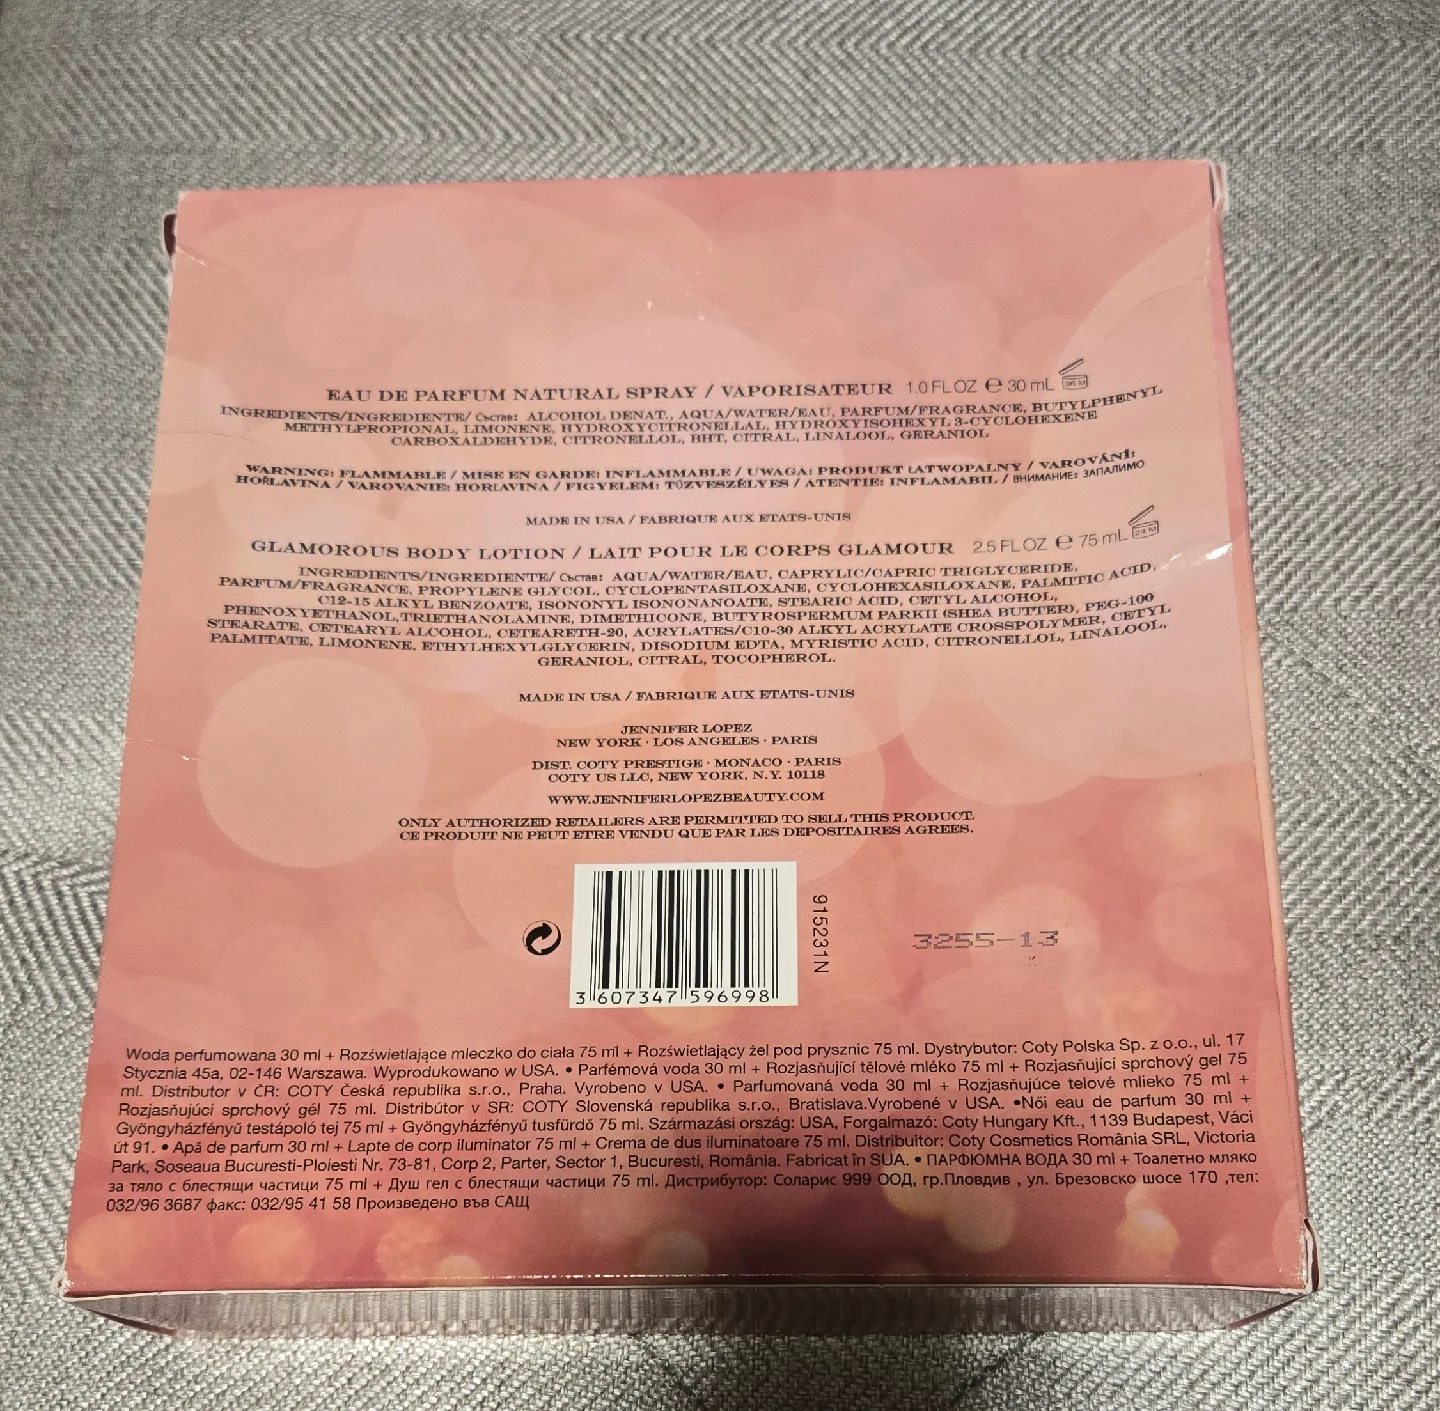 EAU DE PARFUM NATURAL SPRAY / VAPORISATEUR 1.0 FL OZ ℮ 30 mL 36 M
INGREDIENTS/INGREDIENTE/ Състав: ALCOHOL DENAT., AQUA/WATER/EAU, PARFUM/FRAGRANCE, BUTYLPHENYL
METHYLPROPIONAL, LIMONENE, HYDROXYCITRONELLAL, HYDROXYISOHEXYL 3-CYCLOHEXENE
CARBOXALDEHYDE, CITRONELLOL, BHT, CITRAL, LINALOOL, GERANIOL
WARNING: FLAMMABLE / MISE EN GARDE: INFLAMMABLE / UWAGA: PRODUKT ŁATWOPALNY / VAROVÁNÍ:
HOŘLAVINA / VAROVANIE: HORĽAVINA / FIGYELEM: TŰZVESZÉLYES / ATENTIE: INFLAMABIL / ВНИМАНИЕ: ЗАПАЛИМО
MADE IN USA / FABRIQUE AUX ETATS-UNIS
GLAMOROUS BODY LOTION / LAIT POUR LE CORPS GLAMOUR 2.5 FL OZ ℮ 75 mL 24 M
INGREDIENTS/INGREDIENTE/ Състав: AQUA/WATER/EAU, CAPRYLIC/CAPRIC TRIGLYCERIDE,
PARFUM/FRAGRANCE, PROPYLENE GLYCOL, CYCLOPENTASILOXANE, CYCLOHEXASILOXANE, PALMITIC ACID,
C12-15 ALKYL BENZOATE, ISONONYL ISONONANOATE, STEARIC ACID, CETYL ALCOHOL,
PHENOXYETHANOL, TRIETHANOLAMINE, DIMETHICONE, BUTYROSPERMUM PARKII (SHEA BUTTER), PEG-100
STEARATE, CETEARYL ALCOHOL, CETEARETH-20, ACRYLATES/C10-30 ALKYL ACRYLATE CROSSPOLYMER, CETYL
PALMITATE, LIMONENE, ETHYLHEXYLGLYCERIN, DISODIUM EDTA, MYRISTIC ACID, CITRONELLOL, LINALOOL,
GERANIOL, CITRAL, TOCOPHEROL.
MADE IN USA / FABRIQUE AUX ETATS-UNIS
JENNIFER LOPEZ
NEW YORK · LOS ANGELES · PARIS
DIST. COTY PRESTIGE · MONACO · PARIS
COTY US LLC, NEW YORK, N.Y. 10118
WWW.JENNIFERLOPEZBEAUTY.COM
ONLY AUTHORIZED RETAILERS ARE PERMITTED TO SELL THIS PRODUCT.
CE PRODUIT NE PEUT ETRE VENDU QUE PAR LES DEPOSITAIRES AGREES.
3 607347 596998
915231N
3255-13
Woda perfumowana 30 ml + Rozświetlające mleczko do ciała 75 ml + Rozświetlający żel pod prysznic 75 ml. Dystrybutor: Coty Polska Sp. z o.o., ul. 17
Stycznia 45a, 02-146 Warszawa. Wyprodukowano w USA. • Parfémová voda 30 ml + Rozjasňující tělové mléko 75 ml + Rozjasňující sprchový gel 75
ml. Distributor v ČR: COTY Česká republika s.r.o., Praha. Vyrobeno v USA. • Parfumovaná voda 30 ml + Rozjasňujúce telové mlieko 75 ml +
Rozjasňujúci sprchový gél 75 ml. Distribútor v SR: COTY Slovenská republika s.r.o., Bratislava.Vyrobené v USA. •Női eau de parfum 30 ml +
Gyöngyházfényű testápoló tej 75 ml + Gyöngyházfényű tusfürdő 75 ml. Származási ország: USA, Forgalmazó: Coty Hungary Kft., 1139 Budapest, Váci
út 91. • Apă de parfum 30 ml + Lapte de corp iluminator 75 ml + Crema de dus iluminatoare 75 ml. Distribuitor: Coty Cosmetics România SRL, Victoria
Park, Soseaua Bucuresti-Ploiesti Nr. 73-81, Corp 2, Parter, Sector 1, Bucuresti, România. Fabricat în SUA. • ПАРФЮМНА ВОДА 30 ml + Тоалетно мляко
за тяло с блестящи частици 75 ml + Душ гел с блестящи частици 75 ml. Дистрибутор: Соларис 999 ООД, гр.Пловдив , ул. Брезовско шосе 170 ,тел:
032/96 3687 факс: 032/95 41 58 Произведено във САЩ